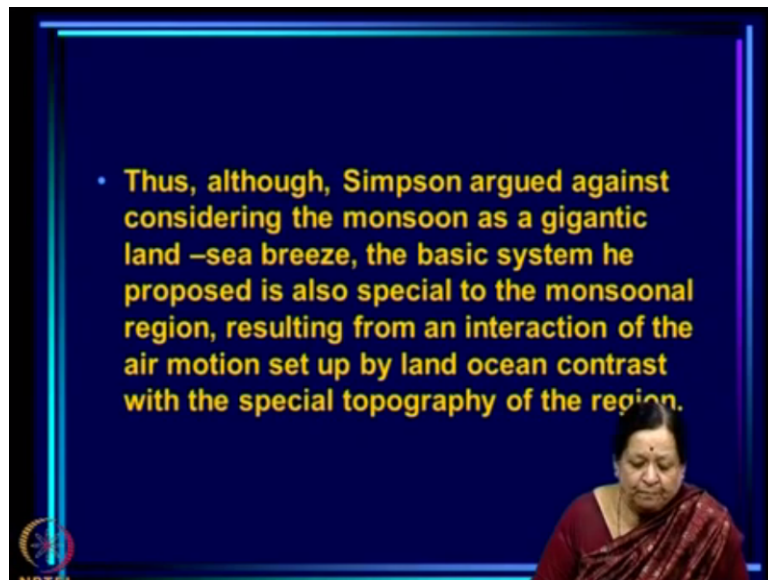 • Thus, although, Simpson argued against
considering the monsoon as a gigantic
land –sea breeze, the basic system he
proposed is also special to the monsoonal
region, resulting from an interaction of the
air motion set up by land ocean contrast
with the special topography of the region.
NPTEL